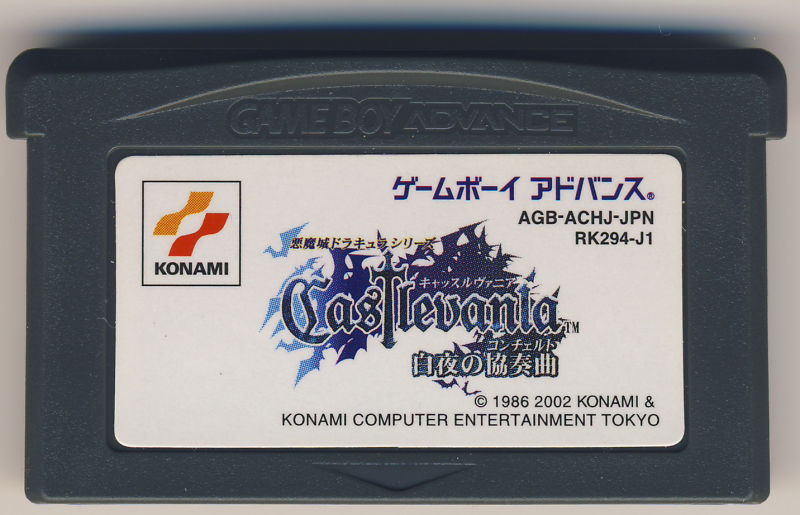 GAME BOY ADVANCE
ゲームボーイ アドバンス®
AGB-ACHJ-JPN
RK294-J1
KONAMI
悪魔城ドラキュラシリーズ
キャッスルヴァニア
Castlevania™
コンチェルト
白夜の協奏曲
© 1986 2002 KONAMI &
KONAMI COMPUTER ENTERTAINMENT TOKYO